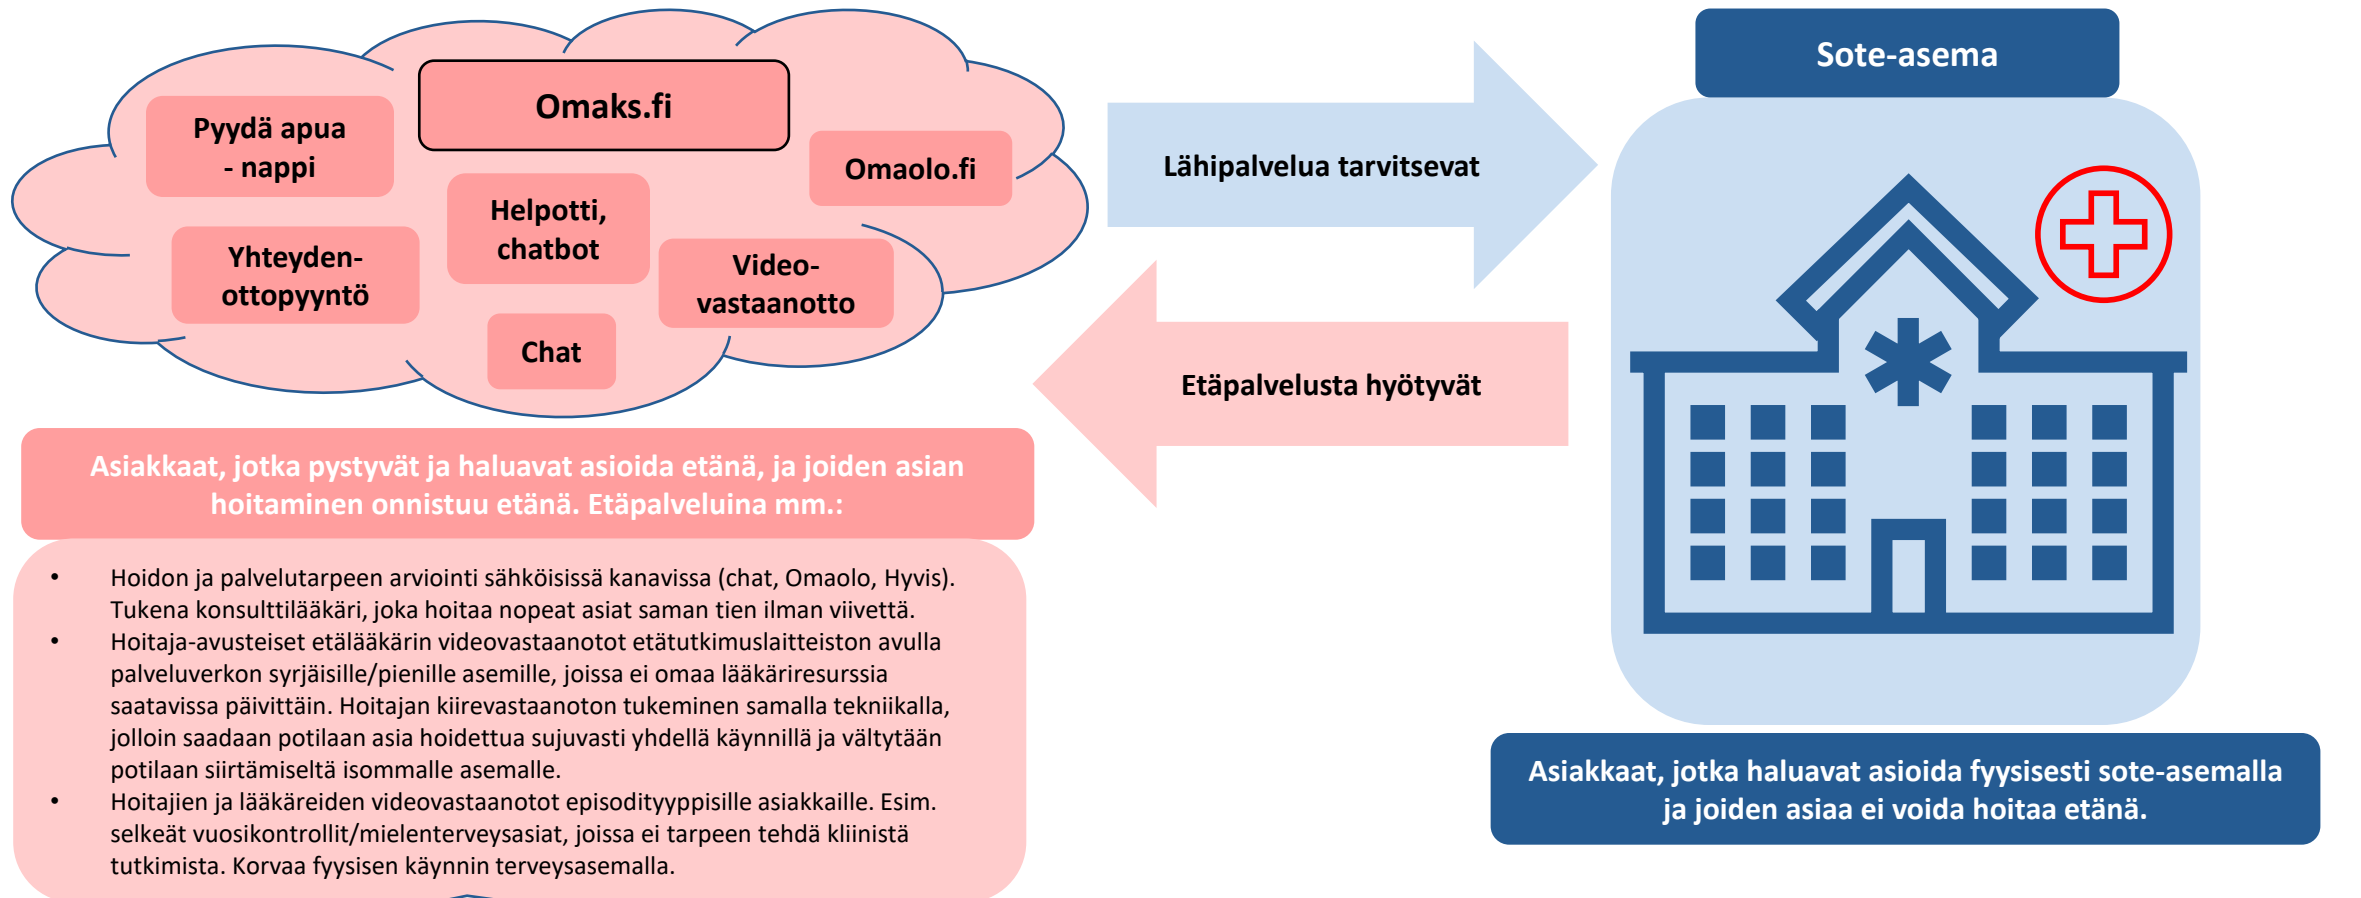 Omaks.fi
Pyydä apua
- nappi
Omaolo.fi
Helpotti,
chatbot
Yhteyden-
ottopyyntö
Video-
vastaanotto
Chat
Lähipalvelua tarvitsevat
Etäpalvelusta hyötyvät
Sote-asema
Asiakkaat, jotka pystyvät ja haluavat asioida etänä, ja joiden asian
hoitaminen onnistuu etänä. Etäpalveluina mm.:
• Hoidon ja palvelutarpeen arviointi sähköisissä kanavissa (chat, Omaolo, Hyvis).
Tukena konsulttilääkäri, joka hoitaa nopeat asiat saman tien ilman viivettä.
• Hoitaja-avusteiset etälääkärin videovastaanotot etätutkimuslaitteiston avulla
palveluverkon syrjäisille/pienille asemille, joissa ei omaa lääkäriresurssia
saatavissa päivittäin. Hoitajan kiirevastaanoton tukeminen samalla tekniikalla,
jolloin saadaan potilaan asia hoidettua sujuvasti yhdellä käynnillä ja vältytään
potilaan siirtämiseltä isommalle asemalle.
• Hoitajien ja lääkäreiden videovastaanotot episodityyppisille asiakkaille. Esim.
selkeät vuosikontrollit/mielenterveysasiat, joissa ei tarpeen tehdä kliinistä
tutkimista. Korvaa fyysisen käynnin terveysasemalla.
Asiakkaat, jotka haluavat asioida fyysisesti sote-asemalla
ja joiden asiaa ei voida hoitaa etänä.